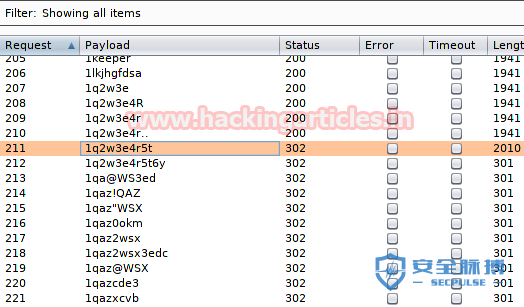 Filter: Showing all items
Request Payload Status Error Timeout Lengt
205 1keeper 200 1941
206 1lkjhgfdsa 200 1941
207 1q2w3e 200 1941
208 1q2w3e4R 200 1941
209 1q2w3e4r 200 1941
210 1q2w3e4r.. 200 1941
211 1q2w3e4r5t 302 2010
212 1q2w3e4r5t6y 302 301
213 1qa@WS3ed 302 301
214 1qaz!QAZ 302 301
215 1qaz"WSX 302 301
216 1qaz0okm 302 301
217 1qaz2wsx 302 301
218 1qaz2wsx3edc 302 301
219 1qaz@WSX 302
220 1qazcde3 302
221 1qazxcvb 302 301
www.hackingarticles.in
安全脉搏
SECPULSE